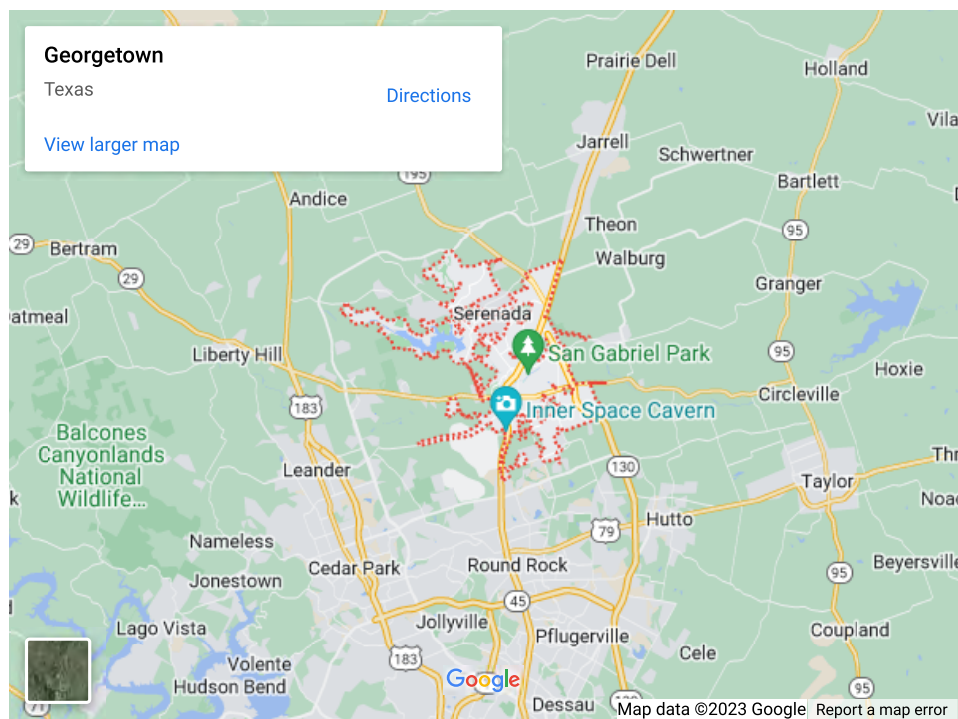 Georgetown
Texas
Directions
View larger map
Prairie Dell
Holland
Jarrell
Schwertner
195
Andice
Bartlett
Theon
95
29
Bertram
Walburg
29
Granger
Serenada
Liberty Hill
San Gabriel Park
95
Hoxie
183
Inner Space Cavern
Circleville
Balcones
Canyonlands
National
Wildlife...
Leander
130
Taylor
Hutto
79
Nameless
Cedar Park
Round Rock
95
Jonestown
45
Jollyville
Lago Vista
Pflugerville
Coupland
Cele
183
Volente
Hudson Bend
Google
95
Dessau
Map data ©2023 Google
Report a map error